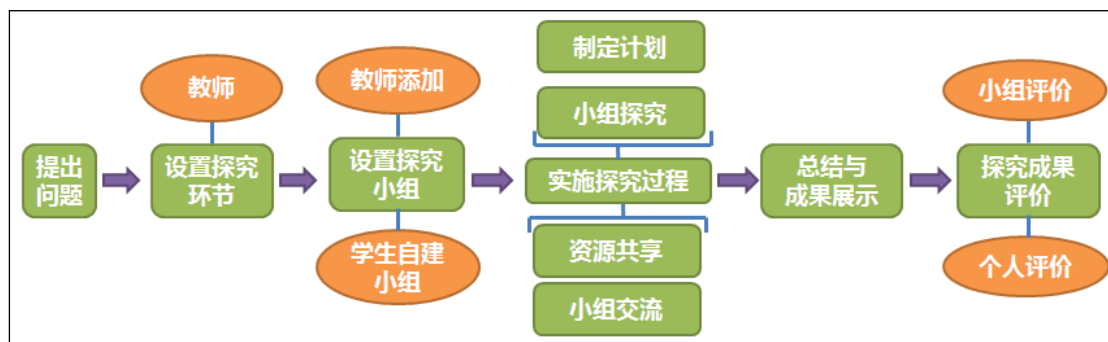 制定计划
教师
教师添加
小组评价
小组探究
提出
问题
设置探究
环节
设置探究
小组
实施探究过程
总结与
成果展示
探究成果
评价
学生自建
小组
资源共享
个人评价
小组交流